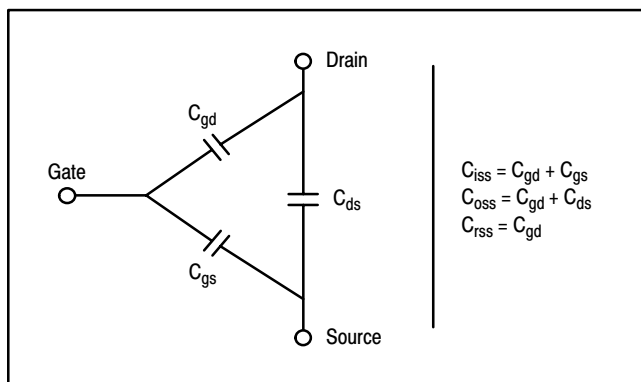 Drain
C_gd
Gate
C_ds
C_gs
Source
C_iss = C_gd + C_gs
C_oss = C_gd + C_ds
C_rss = C_gd